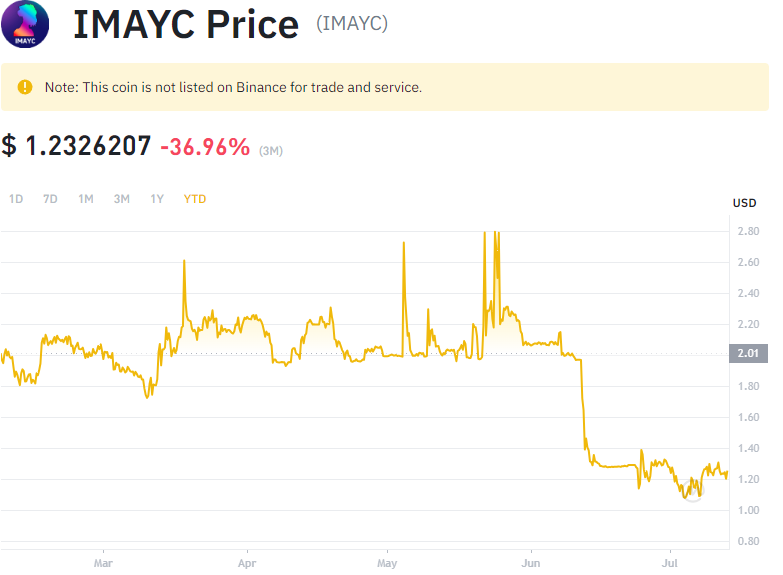 IMAYC
IMAYC Price (IMAYC)
Note: This coin is not listed on Binance for trade and service.
$ 1.2326207 -36.96% (3M)
1D 7D 1M 3M 1Y YTD
USD
2.80
2.60
2.40
2.20
2.01
1.80
1.60
1.40
1.20
1.00
0.80
Mar Apr May Jun Jul